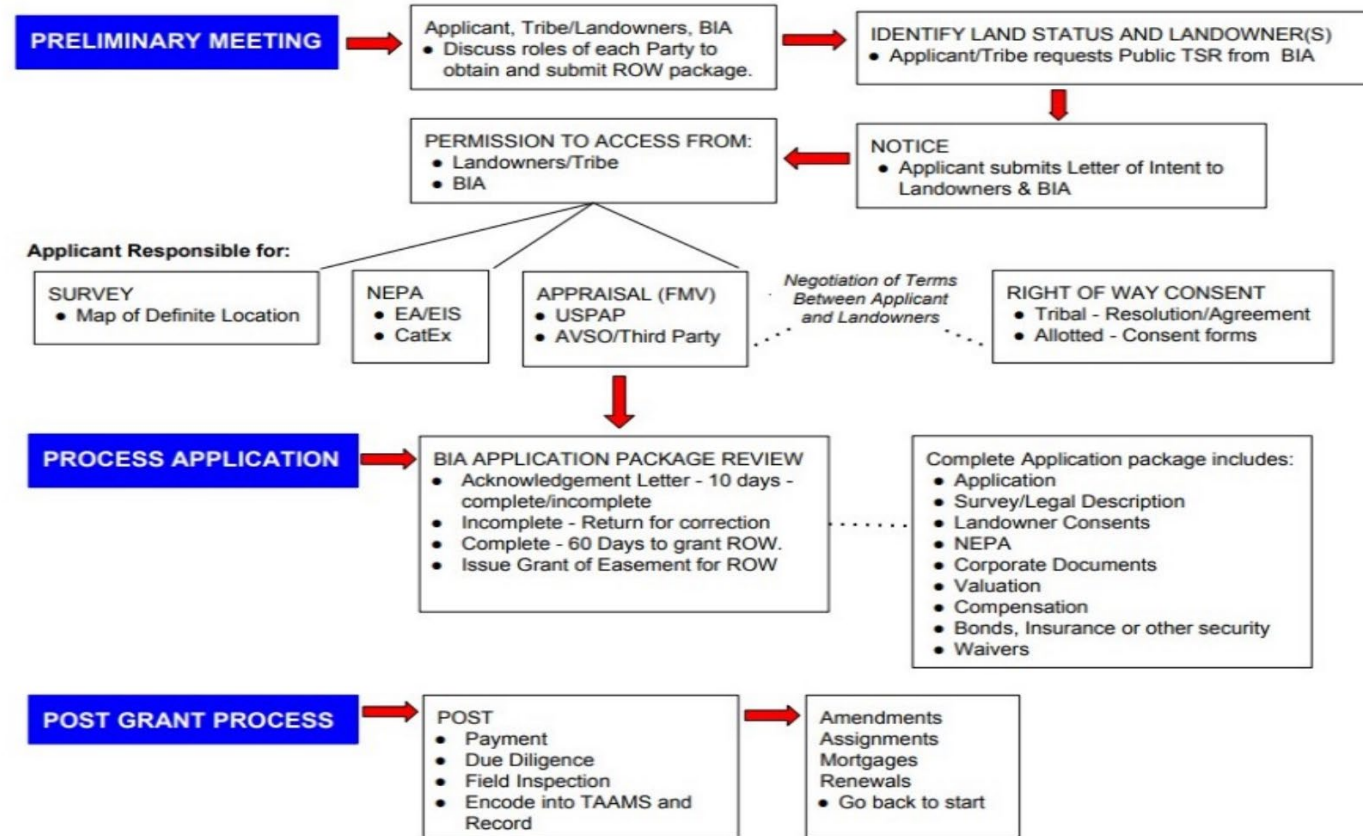 PRELIMINARY MEETING
Applicant, Tribe/Landowners, BIA
● Discuss roles of each Party to
obtain and submit ROW package.
IDENTIFY LAND STATUS AND LANDOWNER(S)
● Applicant/Tribe requests Public TSR from BIA
NOTICE
● Applicant submits Letter of Intent to
Landowners & BIA
PERMISSION TO ACCESS FROM:
● Landowners/Tribe
● BIA
Applicant Responsible for:
SURVEY
● Map of Definite Location
NEPA
● EA/EIS
● CatEx
APPRAISAL (FMV)
● USPAP
● AVSO/Third Party
Negotiation of Terms
Between Applicant
and Landowners
RIGHT OF WAY CONSENT
● Tribal - Resolution/Agreement
● Allotted - Consent forms
PROCESS APPLICATION
BIA APPLICATION PACKAGE REVIEW
● Acknowledgement Letter - 10 days -
complete/incomplete
● Incomplete - Return for correction
● Complete - 60 Days to grant ROW.
● Issue Grant of Easement for ROW
Complete Application package includes:
● Application
● Survey/Legal Description
● Landowner Consents
● NEPA
● Corporate Documents
● Valuation
● Compensation
● Bonds, Insurance or other security
● Waivers
POST GRANT PROCESS
POST
● Payment
● Due Diligence
● Field Inspection
● Encode into TAAMS and
Record
Amendments
Assignments
Mortgages
Renewals
● Go back to start